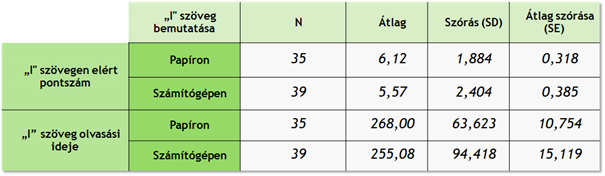 „I" szöveg bemutatása N Átlag Szórás (SD) Átlag szórása (SE)
„I" szövegen elért pontszám Papíron 35 6,12 1,884 0,318
Számítógépen 39 5,57 2,404 0,385
„I” szöveg olvasási ideje Papíron 35 268,00 63,623 10,754
Számítógépen 39 255,08 94,418 15,119